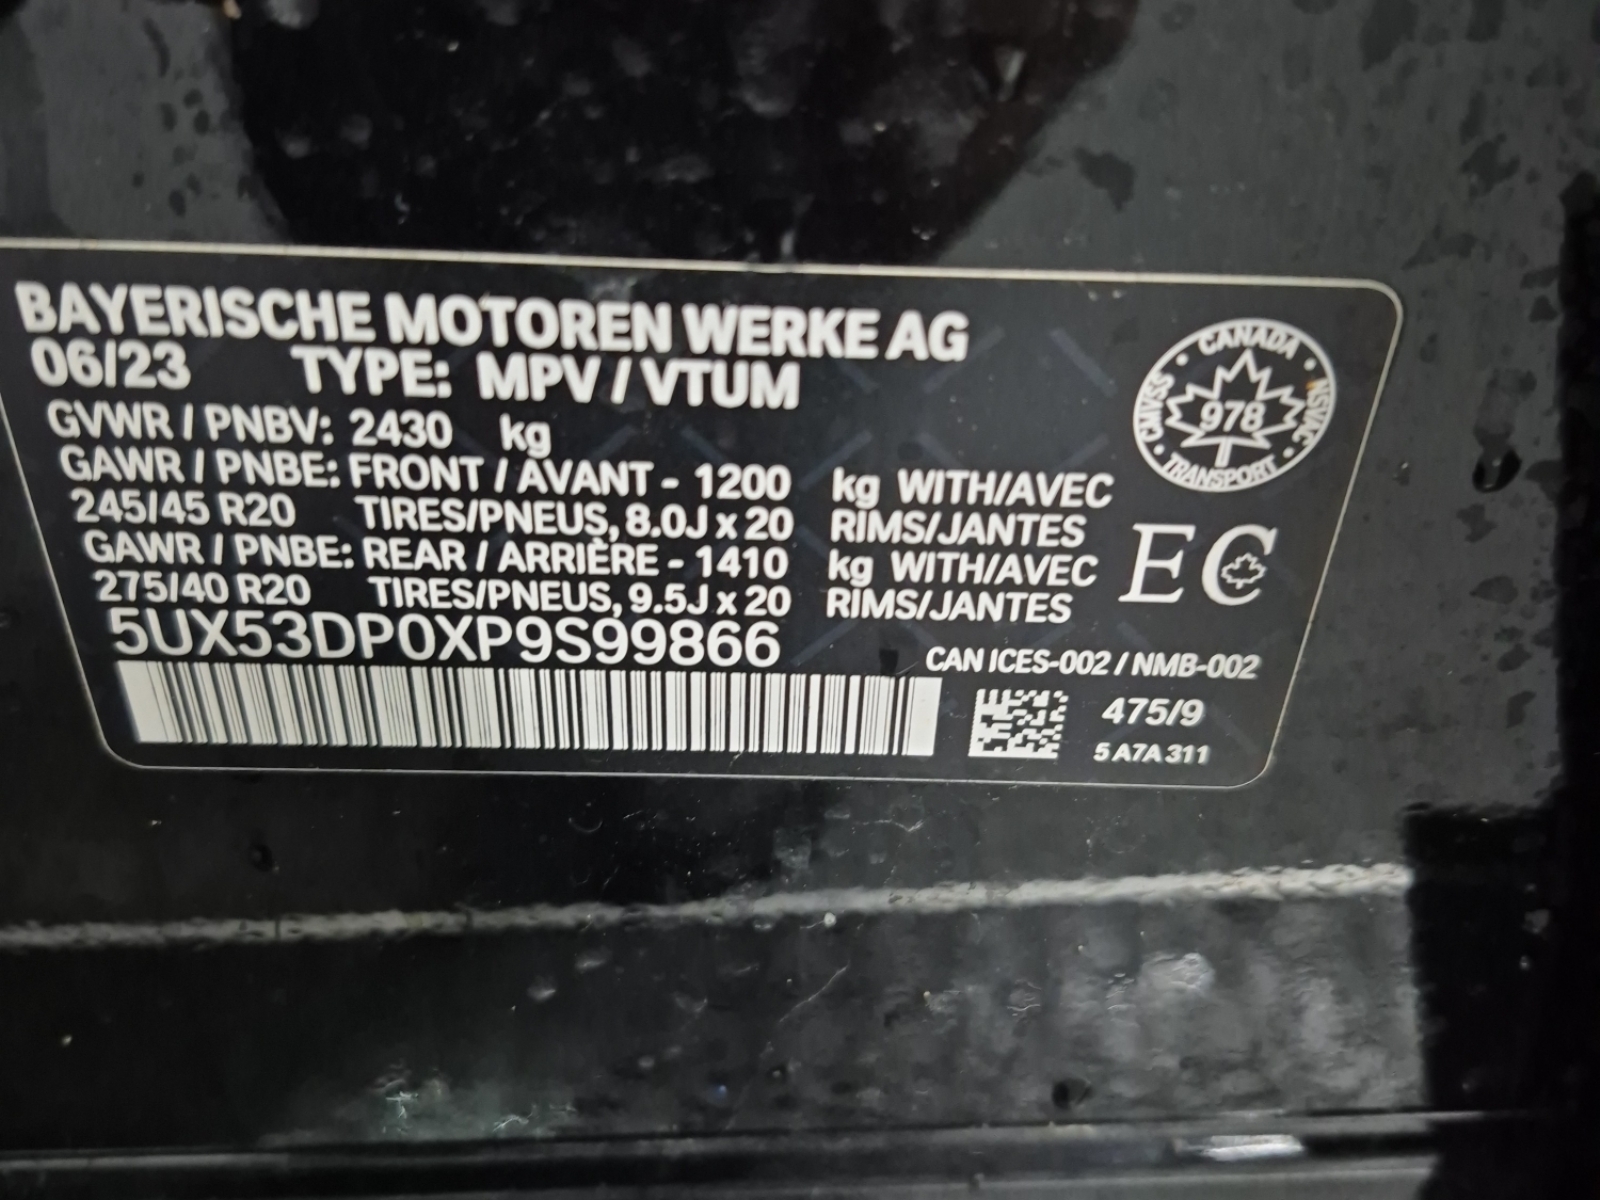 BAYERISCHE MOTOREN WERKE AG
06/23 TYPE: MPV / VTUM
GVWR / PNBV: 2430 kg
GAWR / PNBE: FRONT / AVANT - 1200 kg WITH/AVEC
245/45 R20 TIRES/PNEUS, 8.0J x 20 RIMS/JANTES
GAWR / PNBE: REAR / ARRIÈRE - 1410 kg WITH/AVEC
275/40 R20 TIRES/PNEUS, 9.5J x 20 RIMS/JANTES
5UX53DP0XP9S99866
CANADA
CMVSS
978
NSVAC
TRANSPORT
EC
CAN ICES-002 / NMB-002
475/9
5 A7A 311